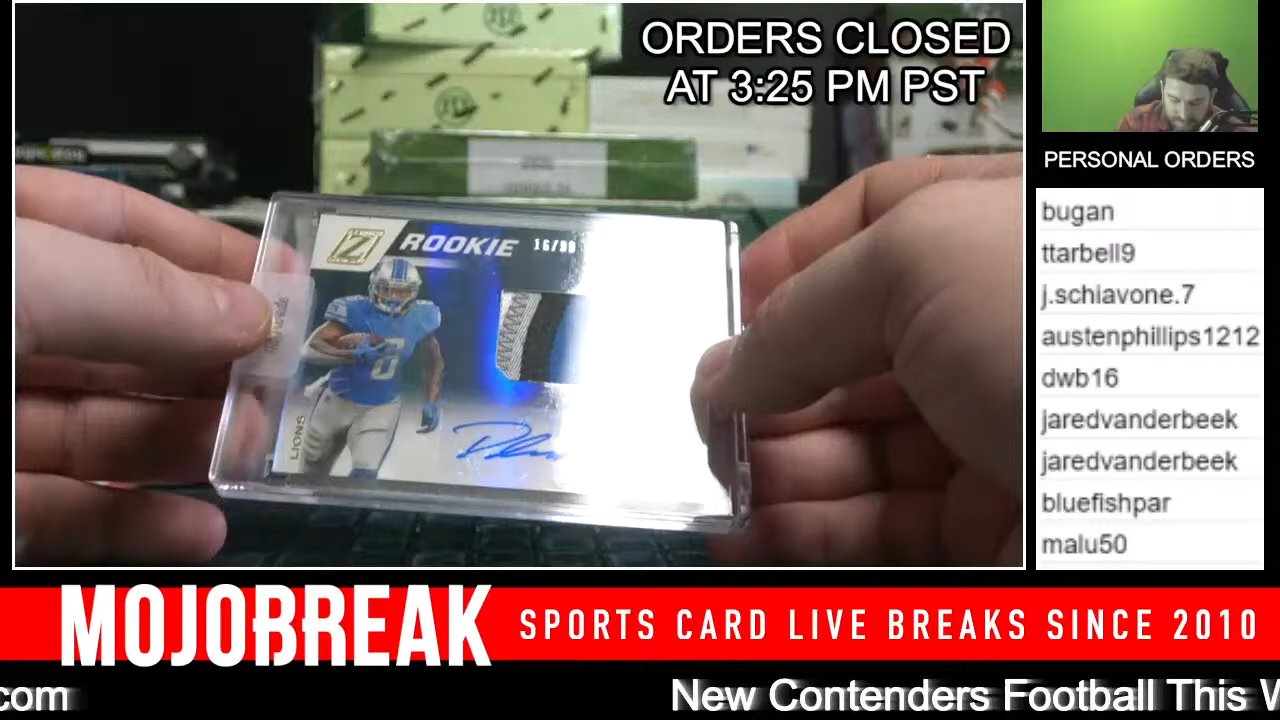 ORDERS CLOSED
AT 3:25 PM PST
ROOKIE 16/99
LIONS
PERSONAL ORDERS
bugan
ttarbell9
j.schiavone.7
austenphillips1212
dwb16
jaredvanderbeek
jaredvanderbeek
bluefishpar
malu50
MOJOBREAK
SPORTS CARD LIVE BREAKS SINCE 2010
.com New Contenders Football This W